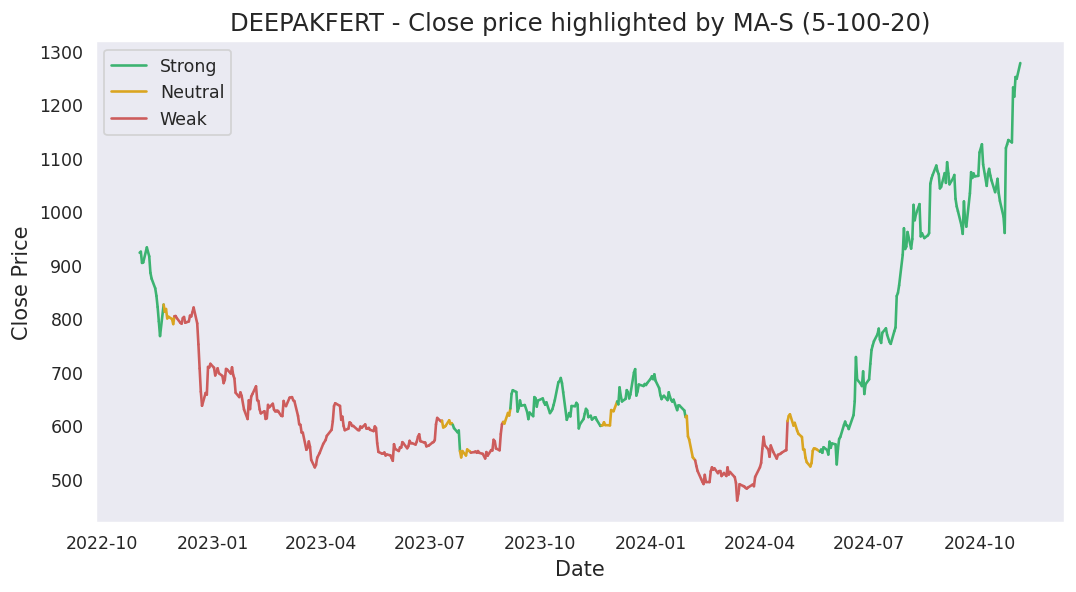 DEEPAKFERT - Close price highlighted by MA-S (5-100-20)
Strong
Neutral
Weak
Close Price
1300
1200
1100
1000
900
800
700
600
500
2022-10 2023-01 2023-04 2023-07 2023-10 2024-01 2024-04 2024-07 2024-10
Date